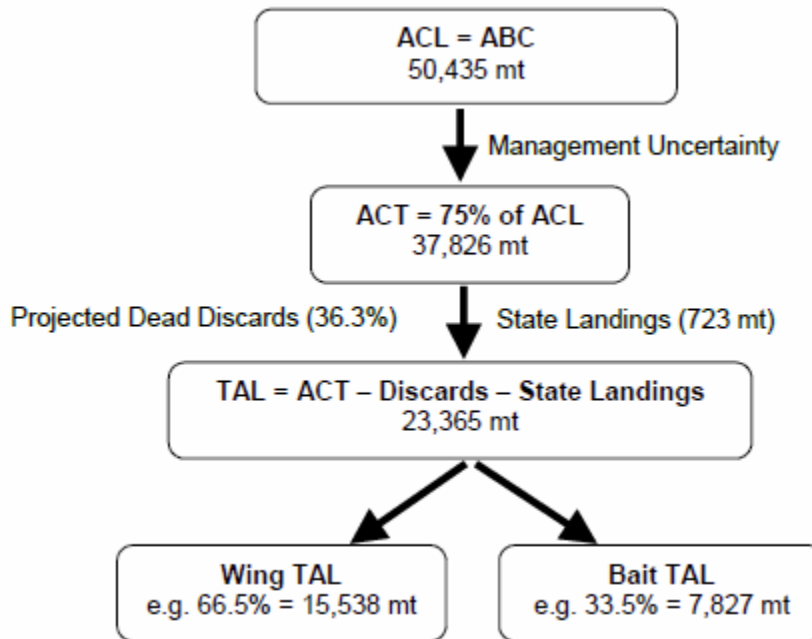 ACL = ABC
50,435 mt
Management Uncertainty
ACT = 75% of ACL
37,826 mt
Projected Dead Discards (36.3%)
State Landings (723 mt)
TAL = ACT – Discards – State Landings
23,365 mt
Wing TAL
e.g. 66.5% = 15,538 mt
Bait TAL
e.g. 33.5% = 7,827 mt